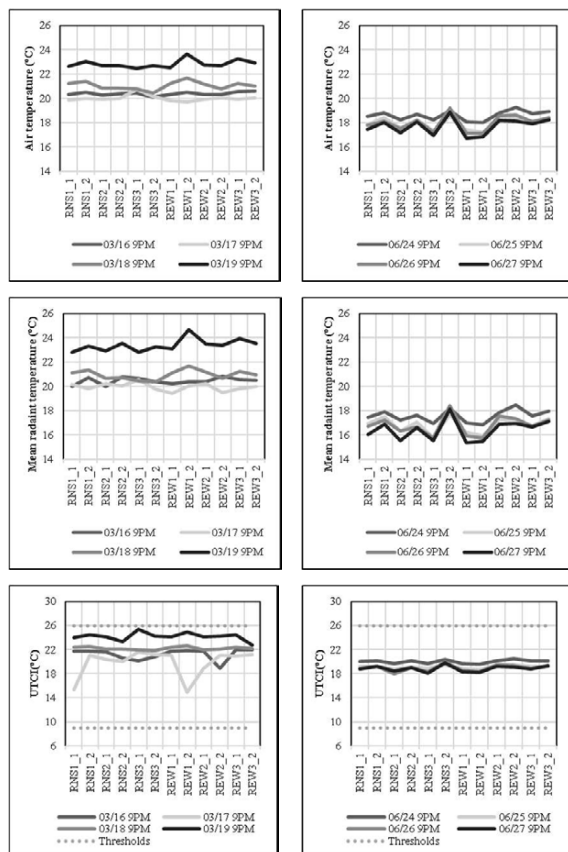 Air temperature (°C)
26
24
22
20
18
16
14
RNS1_1
RNS1_2
RNS2_1
RNS2_2
RNS3_1
RNS3_2
REW1_1
REW1_2
REW2_1
REW2_2
REW3_1
REW3_2
03/16 9PM 03/17 9PM
03/18 9PM 03/19 9PM
Air temperature (°C)
26
24
22
20
18
16
14
RNS1_1
RNS1_2
RNS2_1
RNS2_2
RNS3_1
RNS3_2
REW1_1
REW1_2
REW2_1
REW2_2
REW3_1
REW3_2
06/24 9PM 06/25 9PM
06/26 9PM 06/27 9PM
Mean radaint temperature (°C)
26
24
22
20
18
16
14
RNS1_1
RNS1_2
RNS2_1
RNS2_2
RNS3_1
RNS3_2
REW1_1
REW1_2
REW2_1
REW2_2
REW3_1
REW3_2
03/16 9PM 03/17 9PM
03/18 9PM 03/19 9PM
Mean radaint temperature (°C)
26
24
22
20
18
16
14
RNS1_1
RNS1_2
RNS2_1
RNS2_2
RNS3_1
RNS3_2
REW1_1
REW1_2
REW2_1
REW2_2
REW3_1
REW3_2
06/24 9PM 06/25 9PM
06/26 9PM 06/27 9PM
UTCI(°C)
30
26
22
18
14
10
6
RNS1_1
RNS1_2
RNS2_1
RNS2_2
RNS3_1
RNS3_2
REW1_1
REW1_2
REW2_1
REW2_2
REW3_1
REW3_2
03/16 9PM 03/17 9PM
03/18 9PM 03/19 9PM
Thresholds
UTCI(°C)
30
26
22
18
14
10
6
RNS1_1
RNS1_2
RNS2_1
RNS2_2
RNS3_1
RNS3_2
REW1_1
REW1_2
REW2_1
REW2_2
REW3_1
REW3_2
06/24 9PM 06/25 9PM
06/26 9PM 06/27 9PM
Thresholds